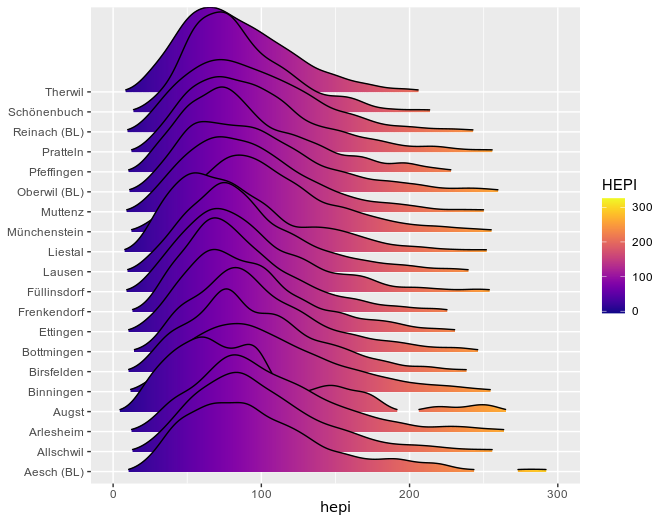 Therwil
Schönenbuch
Reinach (BL)
Pratteln
Pfeffingen
Oberwil (BL)
Muttenz
Münchenstein
Liestal
Lausen
Füllinsdorf
Frenkendorf
Ettingen
Bottmingen
Birsfelden
Binningen
Augst
Arlesheim
Allschwil
Aesch (BL)
0 100 200 300
hepi
HEPI
300
200
100
0